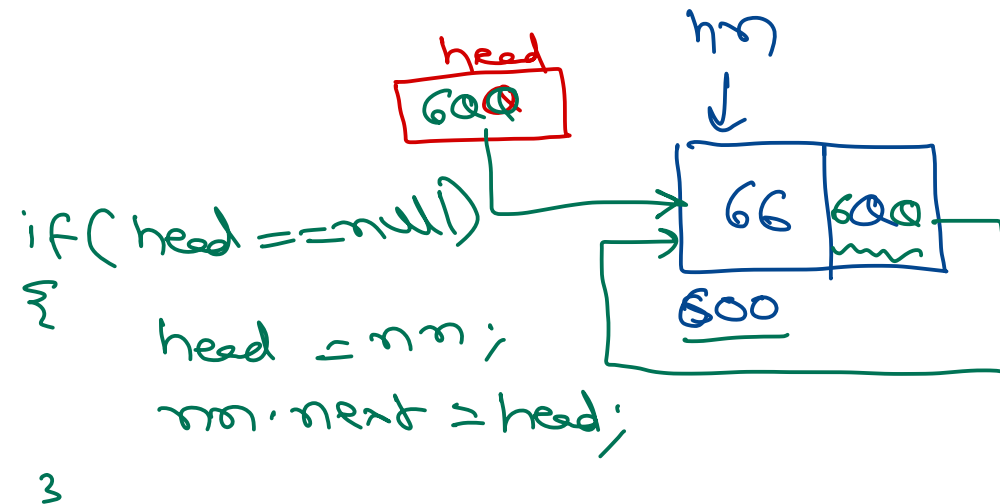 head
600
nn
66 600
600
if( head == null)
{
head = nn;
nn.next = head;
}